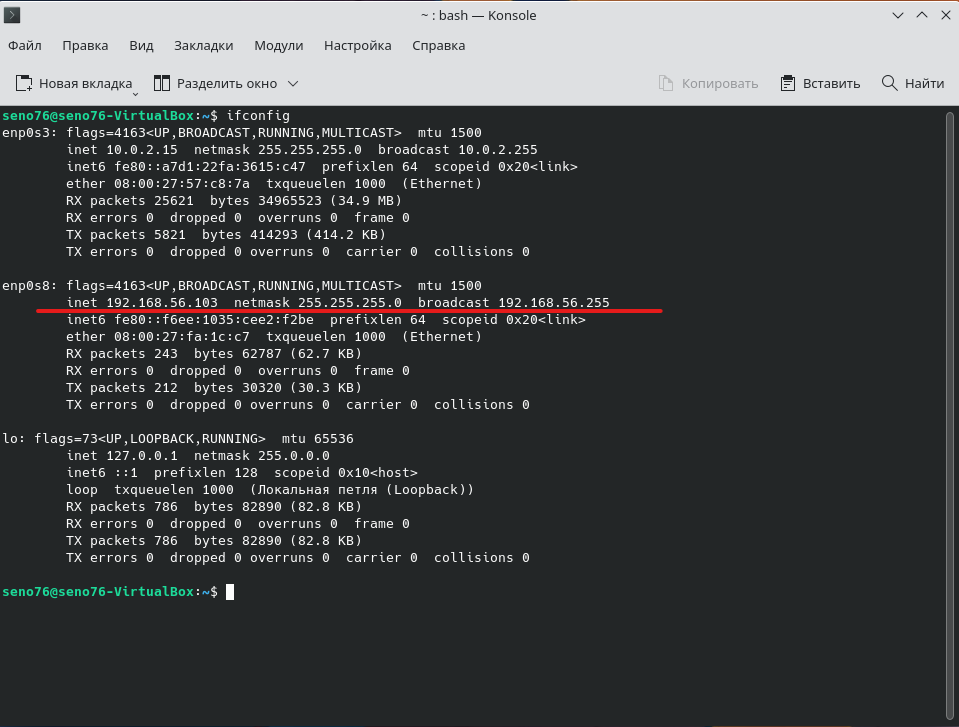 ~ : bash — Konsole
Файл Правка Вид Закладки Модули Настройка Справка
Новая вкладка Разделить окно Копировать Вставить Найти
seno76@seno76-VirtualBox:~$ ifconfig
enp0s3: flags=4163<UP,BROADCAST,RUNNING,MULTICAST>  mtu 1500
        inet 10.0.2.15  netmask 255.255.255.0  broadcast 10.0.2.255
        inet6 fe80::a7d1:22fa:3615:c47  prefixlen 64  scopeid 0x20<link>
        ether 08:00:27:57:c8:7a  txqueuelen 1000  (Ethernet)
        RX packets 25621  bytes 34965523 (34.9 MB)
        RX errors 0  dropped 0  overruns 0  frame 0
        TX packets 5821  bytes 414293 (414.2 KB)
        TX errors 0  dropped 0 overruns 0  carrier 0  collisions 0
enp0s8: flags=4163<UP,BROADCAST,RUNNING,MULTICAST>  mtu 1500
        inet 192.168.56.103  netmask 255.255.255.0  broadcast 192.168.56.255
        inet6 fe80::f6ee:1035:cee2:f2be  prefixlen 64  scopeid 0x20<link>
        ether 08:00:27:fa:1c:c7  txqueuelen 1000  (Ethernet)
        RX packets 243  bytes 62787 (62.7 KB)
        RX errors 0  dropped 0  overruns 0  frame 0
        TX packets 212  bytes 30320 (30.3 KB)
        TX errors 0  dropped 0 overruns 0  carrier 0  collisions 0
lo: flags=73<UP,LOOPBACK,RUNNING>  mtu 65536
        inet 127.0.0.1  netmask 255.0.0.0
        inet6 ::1  prefixlen 128  scopeid 0x10<host>
        loop  txqueuelen 1000  (Локальная петля (Loopback))
        RX packets 786  bytes 82890 (82.8 KB)
        RX errors 0  dropped 0  overruns 0  frame 0
        TX packets 786  bytes 82890 (82.8 KB)
        TX errors 0  dropped 0 overruns 0  carrier 0  collisions 0
seno76@seno76-VirtualBox:~$